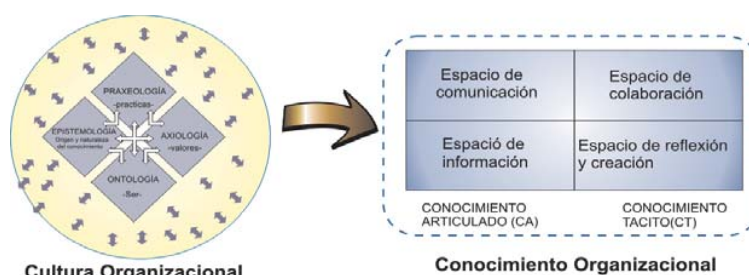 PRAXEOLOGÍA
-practicas-
EPISTEMOLOGÍA
Origen y naturaleza
del conocimiento
AXIOLOGÍA
-valores-
ONTOLOGÍA
-Ser-
Cultura Organizacional
Espacio de
comunicación
Espacio de
colaboración
Espació de
información
Espacio de reflexión
y creación
CONOCIMIENTO
ARTICULADO (CA)
CONOCIMIENTO
TACITO(CT)
Conocimiento Organizacional